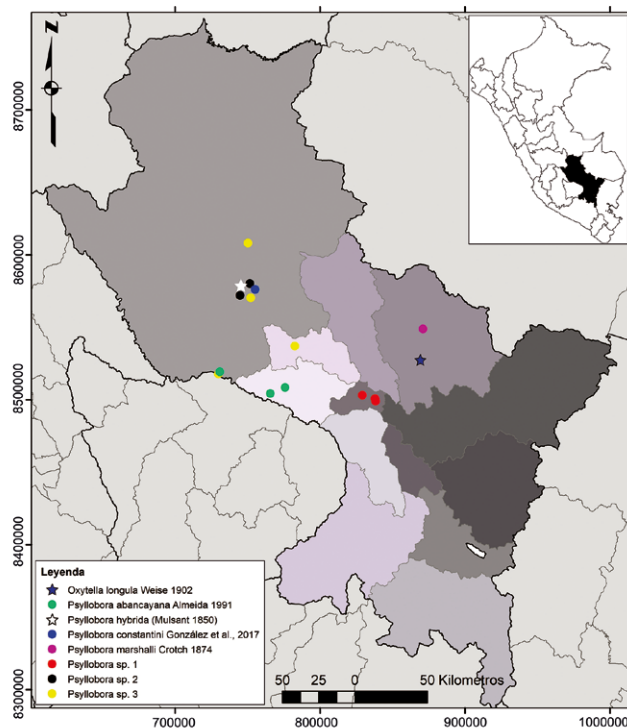 N
8700000
8600000
8500000
8400000
8300000
Leyenda
Oxytella longula Weise 1902
Psyllobora abancayana Almeida 1991
Psyllobora hybrida (Mulsant 1850)
Psyllobora constantini González et al., 2017
Psyllobora marshalli Crotch 1874
Psyllobora sp. 1
Psyllobora sp. 2
Psyllobora sp. 3
50 25 0 50 Kilómetros
700000 800000 900000 1000000